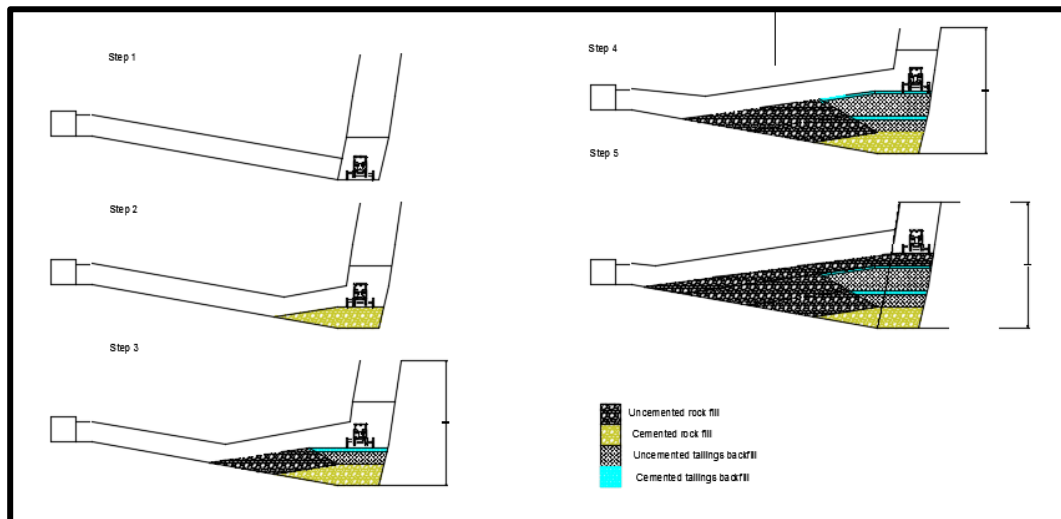 Step 1
Step 2
Step 3
Step 4
Step 5
Uncemented rock fill
Cemented rock fill
Uncemented tailings backfill
Cemented tailings backfill